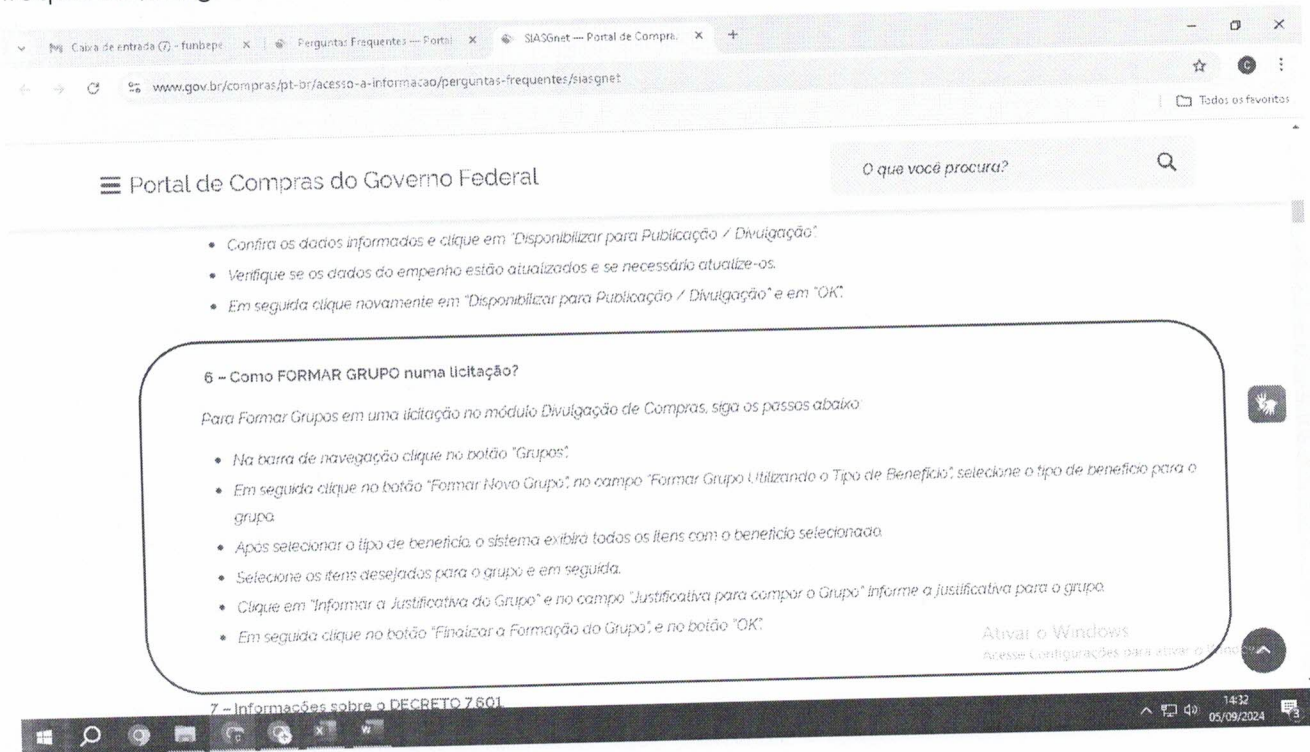 Caixa de entrada (7) - funbepe
Perguntas Frequentes — Portal
SIASGnet — Portal de Compra.
www.gov.br/compras/pt-br/acesso-a-informacao/perguntas-frequentes/siasgnet
Todos os favoritos
Portal de Compras do Governo Federal
O que você procura?
• Confira os dados informados e clique em "Disponibilizar para Publicação / Divulgação".
• Verifique se os dados do empenho estão atualizados e se necessário atualize-os.
• Em seguida clique novamente em "Disponibilizar para Publicação / Divulgação" e em "OK".
6 – Como FORMAR GRUPO numa licitação?
Para Formar Grupos em uma licitação no módulo Divulgação de Compras, siga os passos abaixo:
• Na barra de navegação clique no botão "Grupos".
• Em seguida clique no botão "Formar Novo Grupo", no campo "Formar Grupo Utilizando o Tipo de Benefício", selecione o tipo de benefício para o
grupo.
• Após selecionar o tipo de benefício, o sistema exibirá todos os itens com o benefício selecionado.
• Selecione os itens desejados para o grupo e em seguida,
• Clique em "Informar a Justificativa do Grupo" e no campo "Justificativa para compor o Grupo" Informe a justificativa para o grupo.
• Em seguida clique no botão "Finalizar a Formação do Grupo", e no botão "OK".
Ativar o Windows
Acesse Configurações para ativar o Windows
7 – Informações sobre o DECRETO 7.601
14:32
05/09/2024